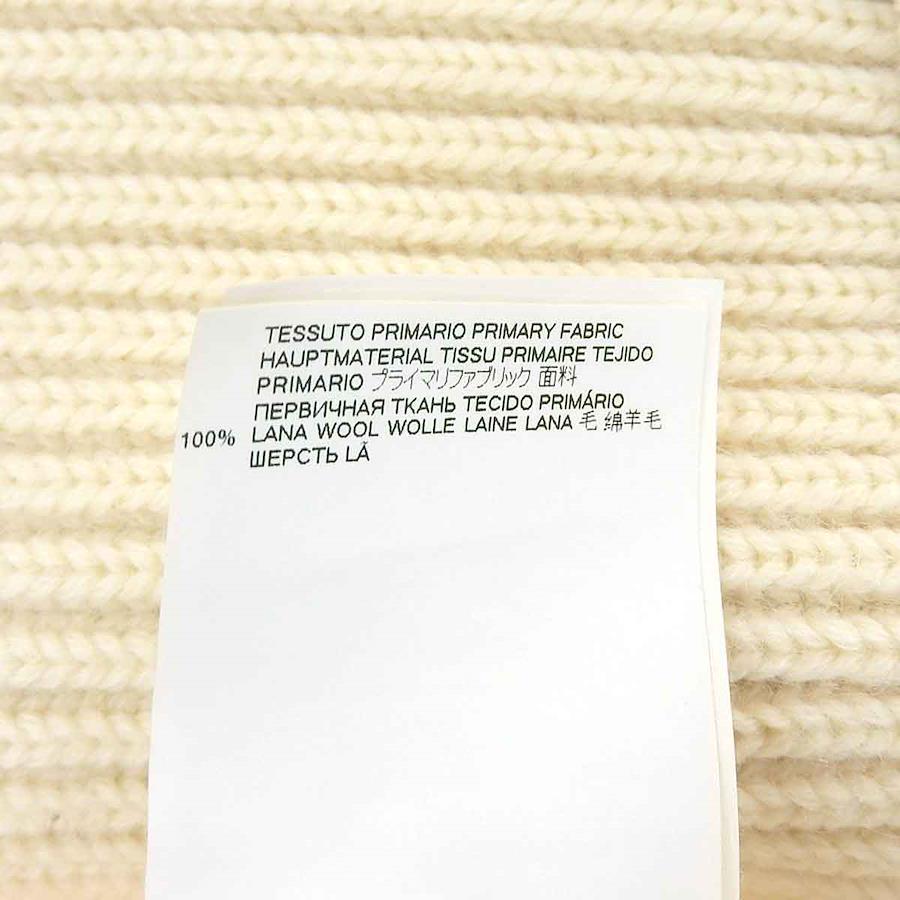 TESSUTO PRIMARIO PRIMARY FABRIC
HAUPTMATERIAL TISSU PRIMAIRE TEJIDO
PRIMARIO プライマリファブリック 面料
ПЕРВИЧНАЯ ТКАНЬ TECIDO PRIMÁRIO
100% LANA WOOL WOLLE LAINE LANA 毛 绵羊毛
ШЕРСТЬ LÃ